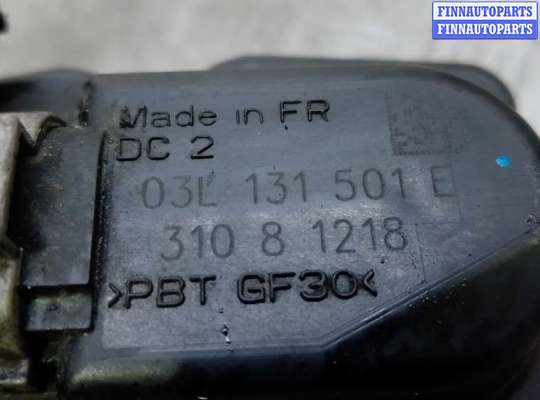 FINNAUTOPARTS
FINNAUTOPARTS
Made in FR
DC 2
03L 131 501 E
310 8 1218
>PBT GF30<